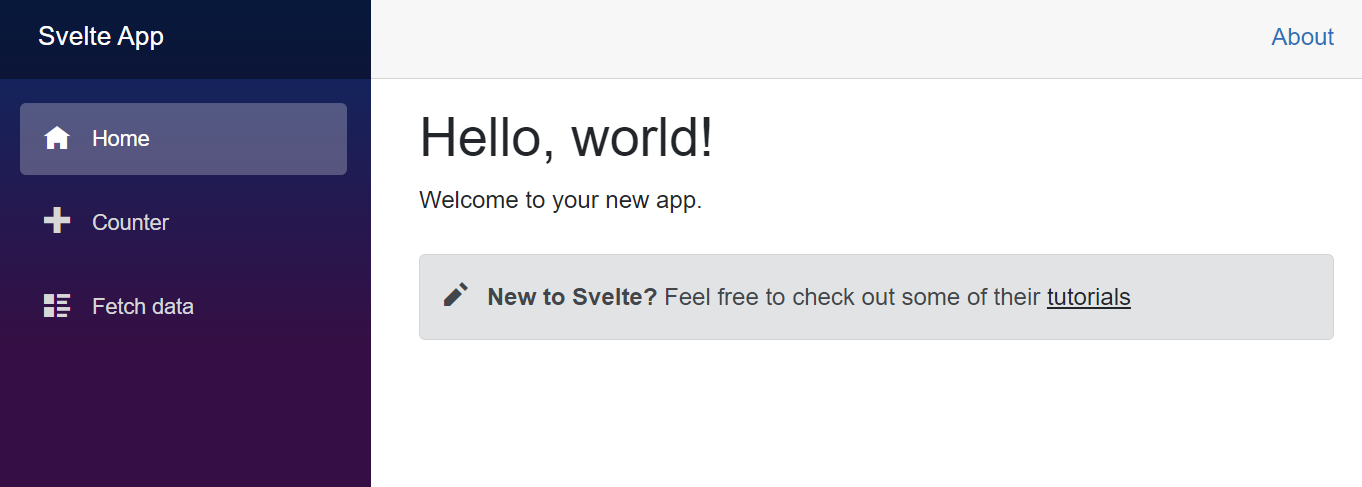 Svelte App
About
Home
Counter
Fetch data
Hello, world!
Welcome to your new app.
New to Svelte? Feel free to check out some of their tutorials